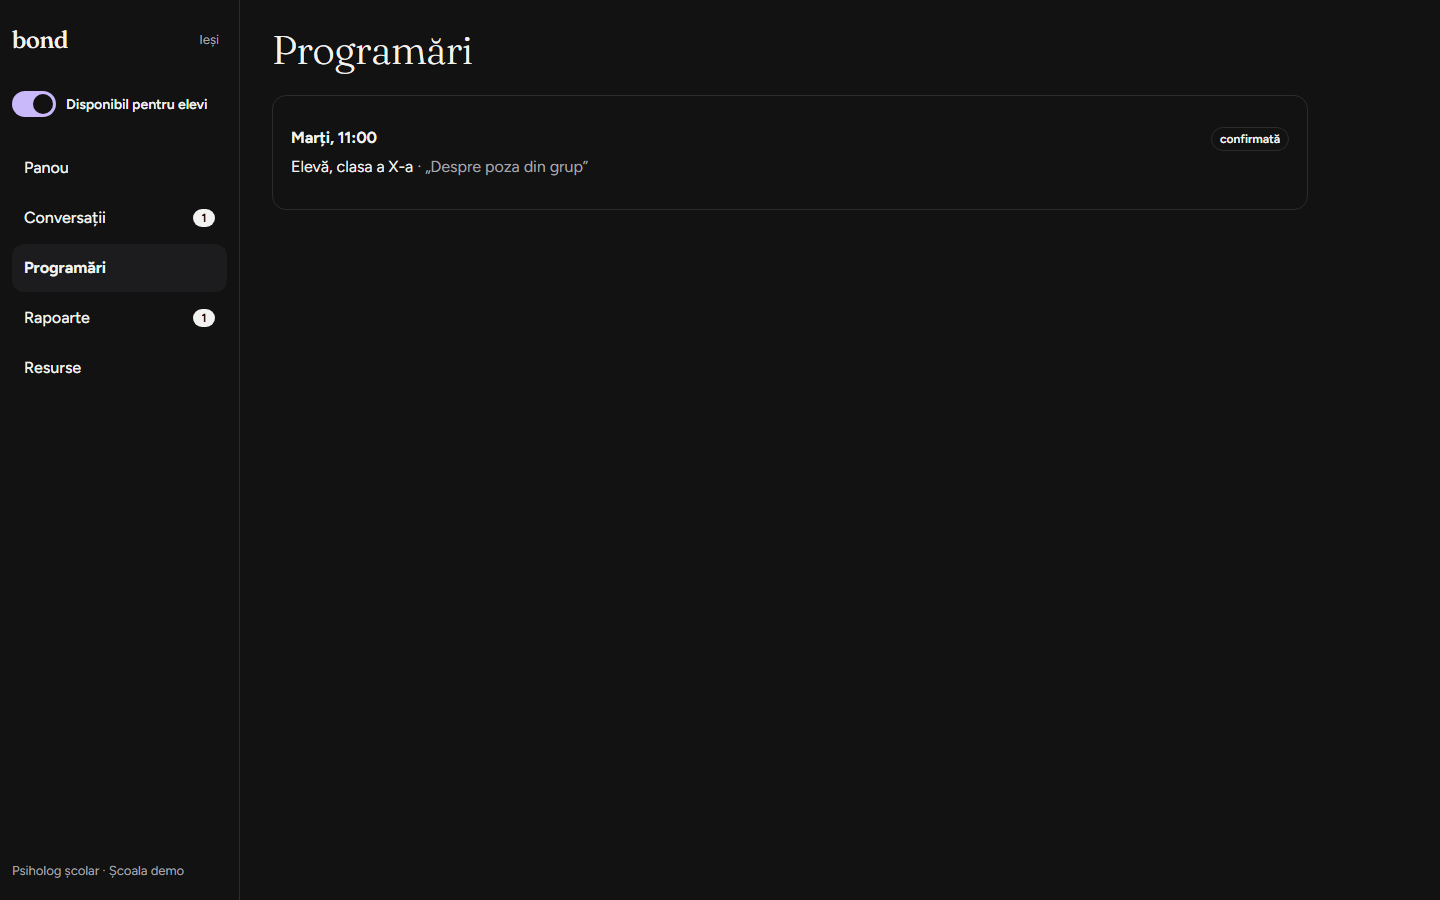 bond
Ieși
Disponibil pentru elevi
Panou
Conversații 1
Programări
Rapoarte 1
Resurse
Psiholog școlar · Școala demo
Programări
Marți, 11:00
confirmată
Elevă, clasa a X-a · „Despre poza din grup”